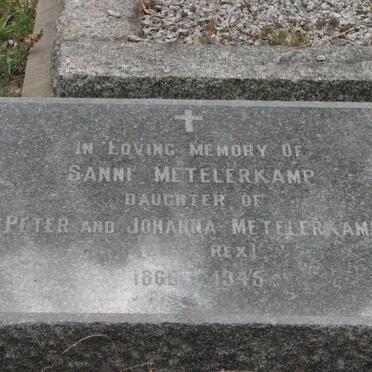 IN LOVING MEMORY OF
SANNI METELERKAMP
DAUGHTER OF
PETER AND JOHANNA METELERKAMP
REX]
1945